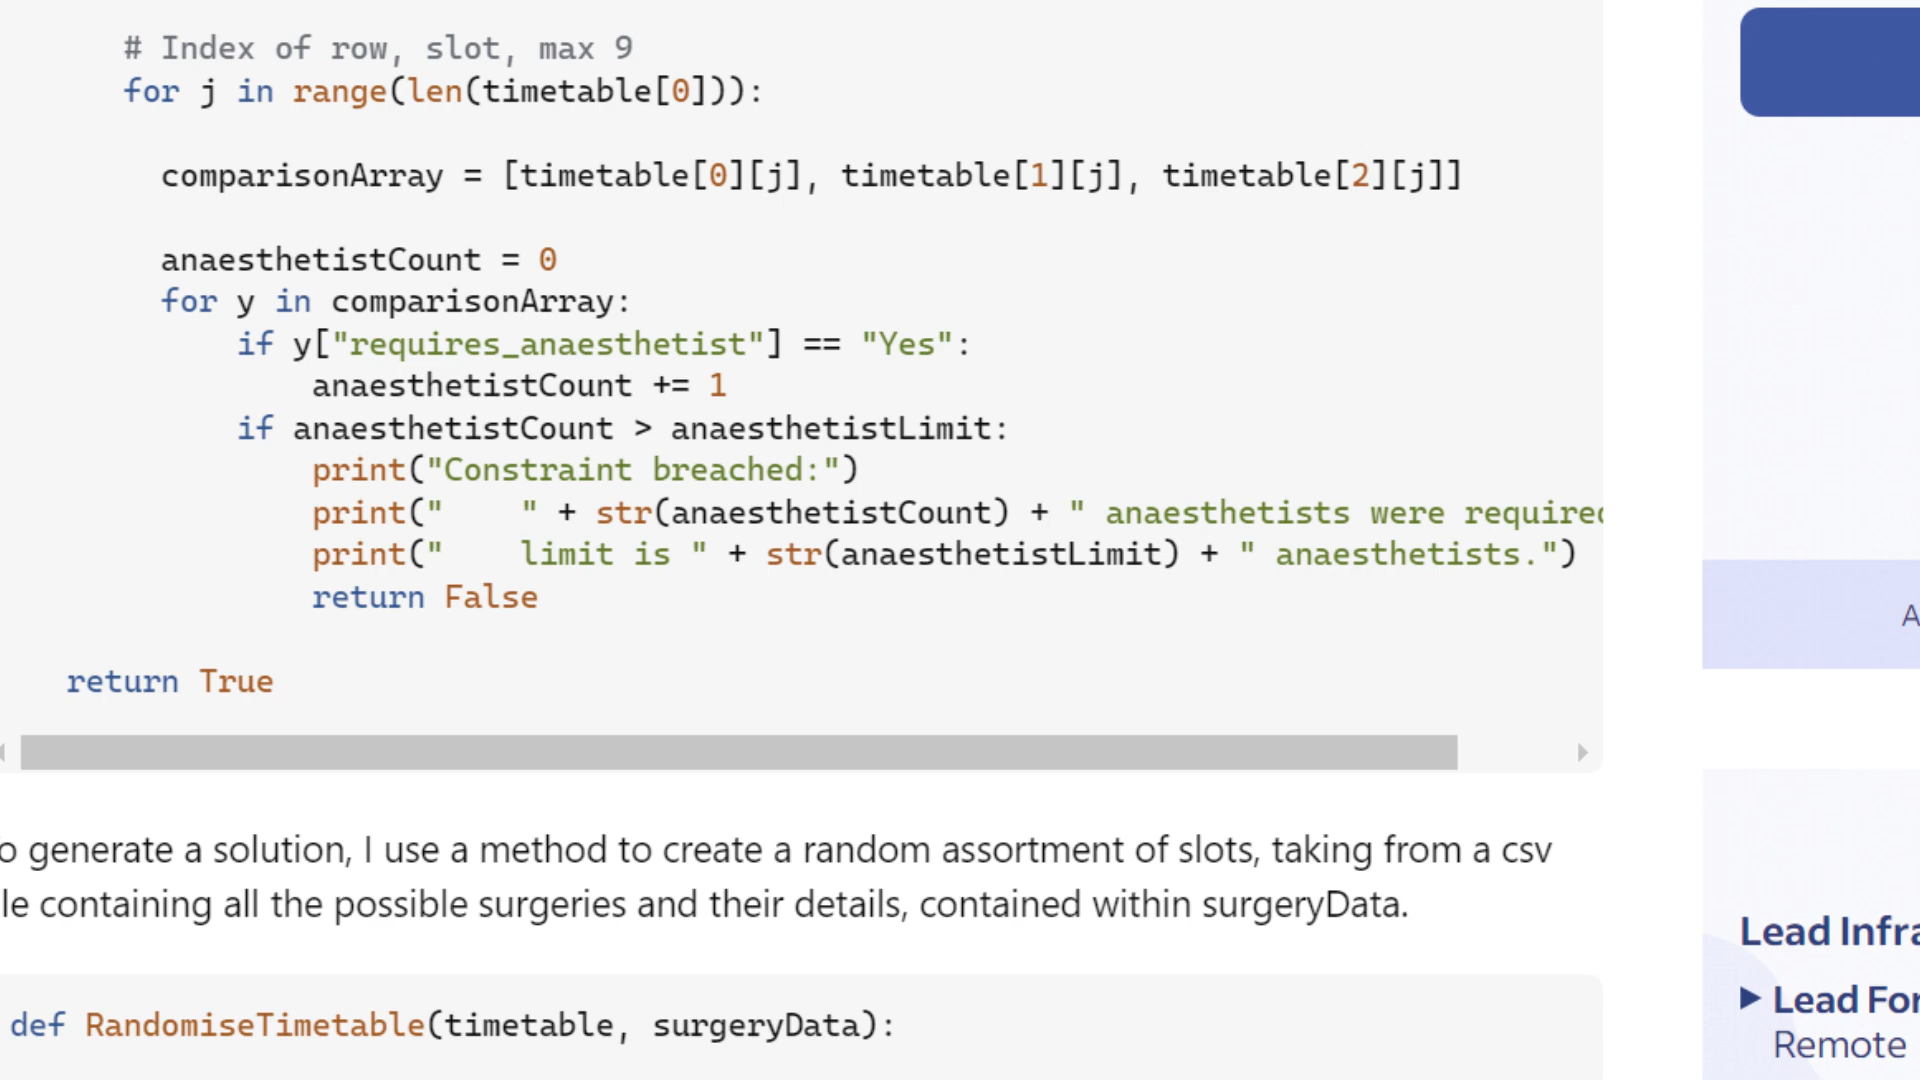 # Index of row, slot, max 9
for j in range(len(timetable[0])):
comparisonArray = [timetable[0][j], timetable[1][j], timetable[2][j]]
anaesthetistCount = 0
for y in comparisonArray:
if y["requires_anaesthetist"] == "Yes":
anaesthetistCount += 1
if anaesthetistCount > anaesthetistLimit:
print("Constraint breached:")
print("    " + str(anaesthetistCount) + " anaesthetists were required
print("    limit is " + str(anaesthetistLimit) + " anaesthetists.")
return False
return True
o generate a solution, I use a method to create a random assortment of slots, taking from a csv
le containing all the possible surgeries and their details, contained within surgeryData.
def RandomiseTimetable(timetable, surgeryData):
A
Lead Infra
Lead For
Remote